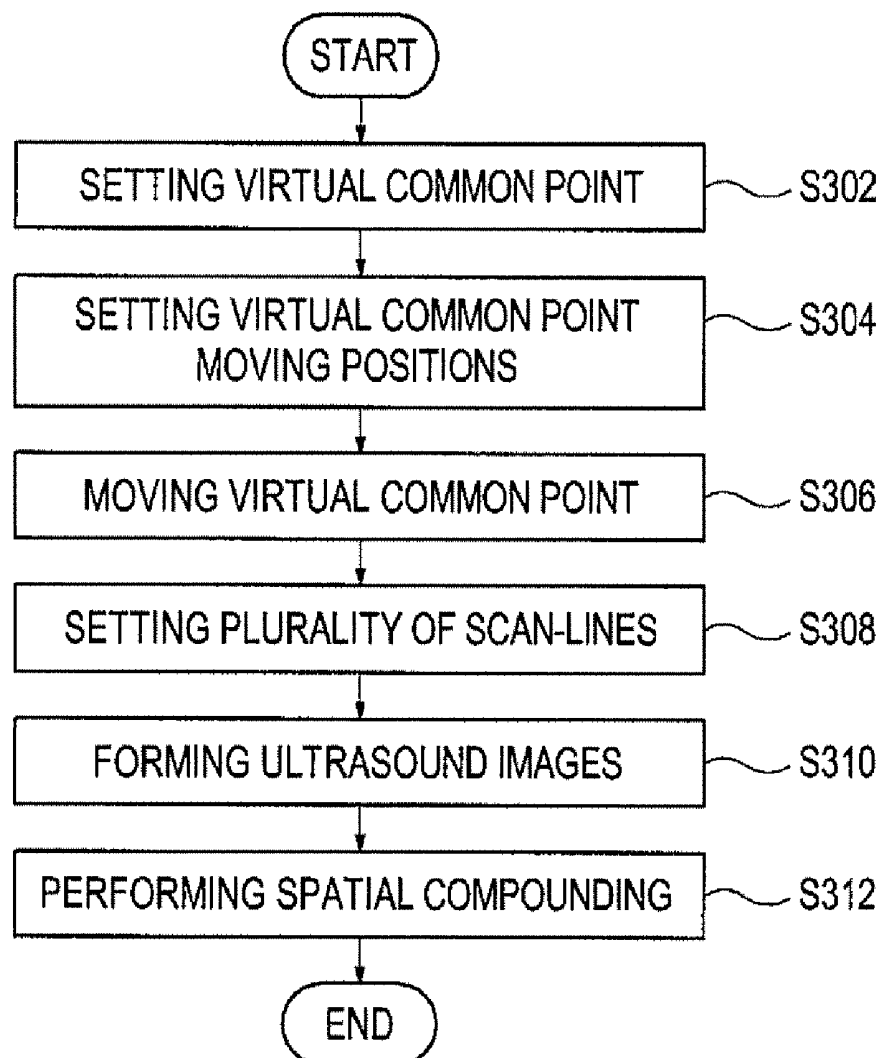 START
SETTING VIRTUAL COMMON POINT
S302
SETTING VIRTUAL COMMON POINT
MOVING POSITIONS
S304
MOVING VIRTUAL COMMON POINT
S306
SETTING PLURALITY OF SCAN-LINES
S308
FORMING ULTRASOUND IMAGES
S310
PERFORMING SPATIAL COMPOUNDING
S312
END